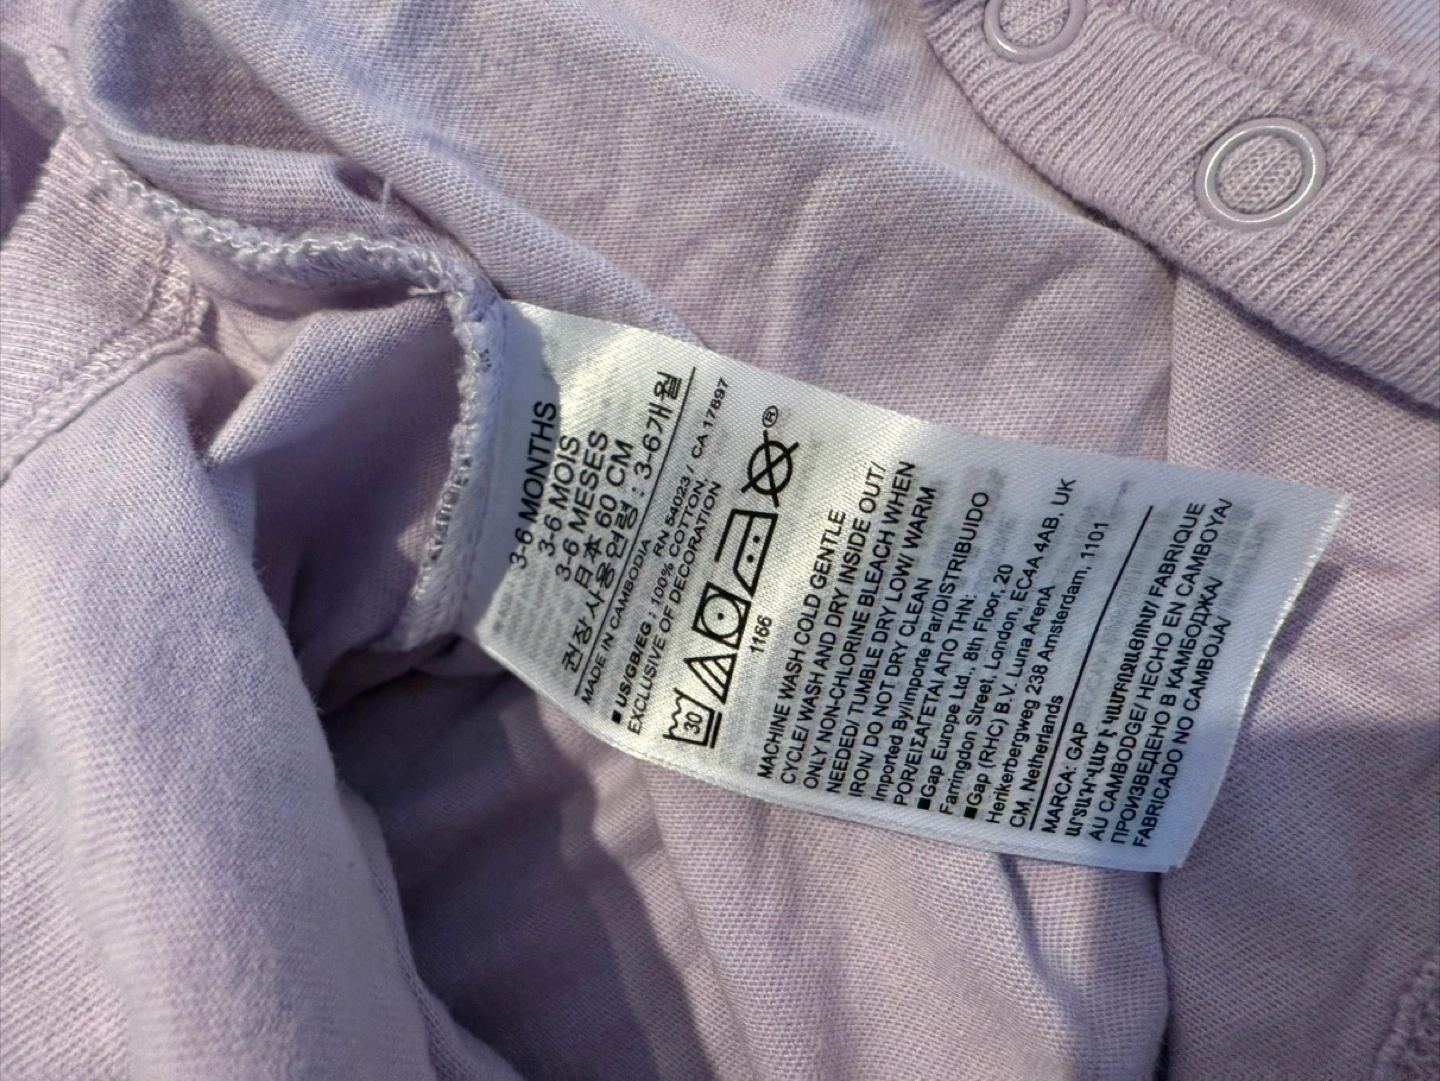 3-6 MONTHS
3-6 MOIS
3-6 MESES
日本 60 CM
권장사용연령 : 3-6개월
MADE IN CAMBODIA
RN 54023 / CA 17897
■ US/GB/EG : 100% COTTON,
EXCLUSIVE OF DECORATION
30
®
1166
MACHINE WASH COLD GENTLE
CYCLE/ WASH AND DRY INSIDE OUT/
ONLY NON-CHLORINE BLEACH WHEN
NEEDED/ TUMBLE DRY LOW/ WARM
IRON/ DO NOT DRY CLEAN
Imported By/Importe Par/DISTRIBUIDO
POR/ΕΙΣΑΓΕΤΑΙ ΑΠΟ ΤΗΝ:
■Gap Europe Ltd., 8th Floor, 20
Farringdon Street, London, EC4A 4AB, UK
■Gap (RHC) B.V. Luna ArenA
Herikerbergweg 238 Amsterdam, 1101
CM, Netherlands
MARCA: GAP
ԱՐՏԱԴՐՎԱԾ Է ԿԱՄԲՈՋԱՅՈՒՄ/ FABRIQUE
AU CAMBODGE/ HECHO EN CAMBOYA/
ПРОИЗВЕДЕНО В КАМБОДЖА/
FABRICADO NO CAMBOJA/